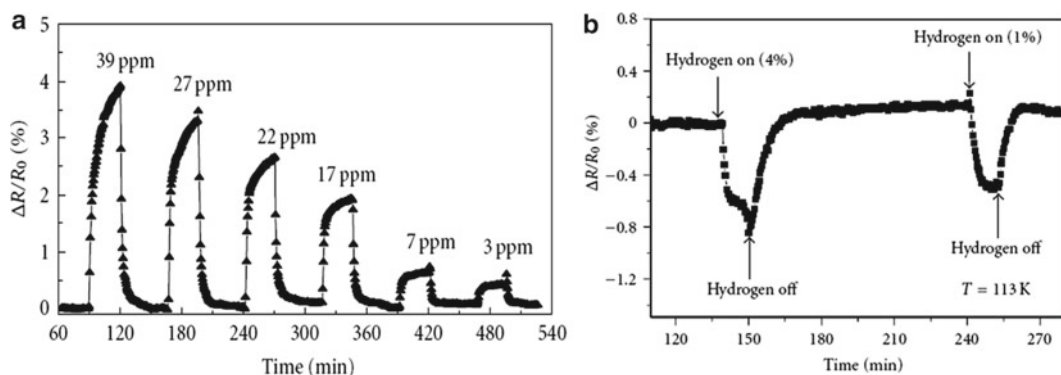 a
39 ppm
27 ppm
22 ppm
17 ppm
7 ppm
3 ppm
5
4
3
2
1
0
ΔR/R0 (%)
60 120 180 240 300 360 420 480 540
Time (min)
b
0.8
0.4
0
−0.4
−0.8
−1.2
ΔR/R0 (%)
Hydrogen on (4%)
Hydrogen on (1%)
Hydrogen off
Hydrogen off
T = 113 K
120 150 180 210 240 270
Time (min)